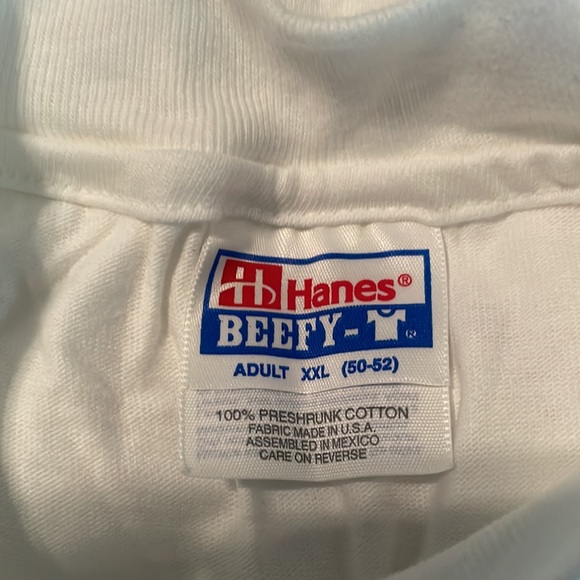 Hanes®
BEEFY-T®
ADULT XXL (50-52)
100% PRESHRUNK COTTON
FABRIC MADE IN U.S.A.
ASSEMBLED IN MEXICO
CARE ON REVERSE